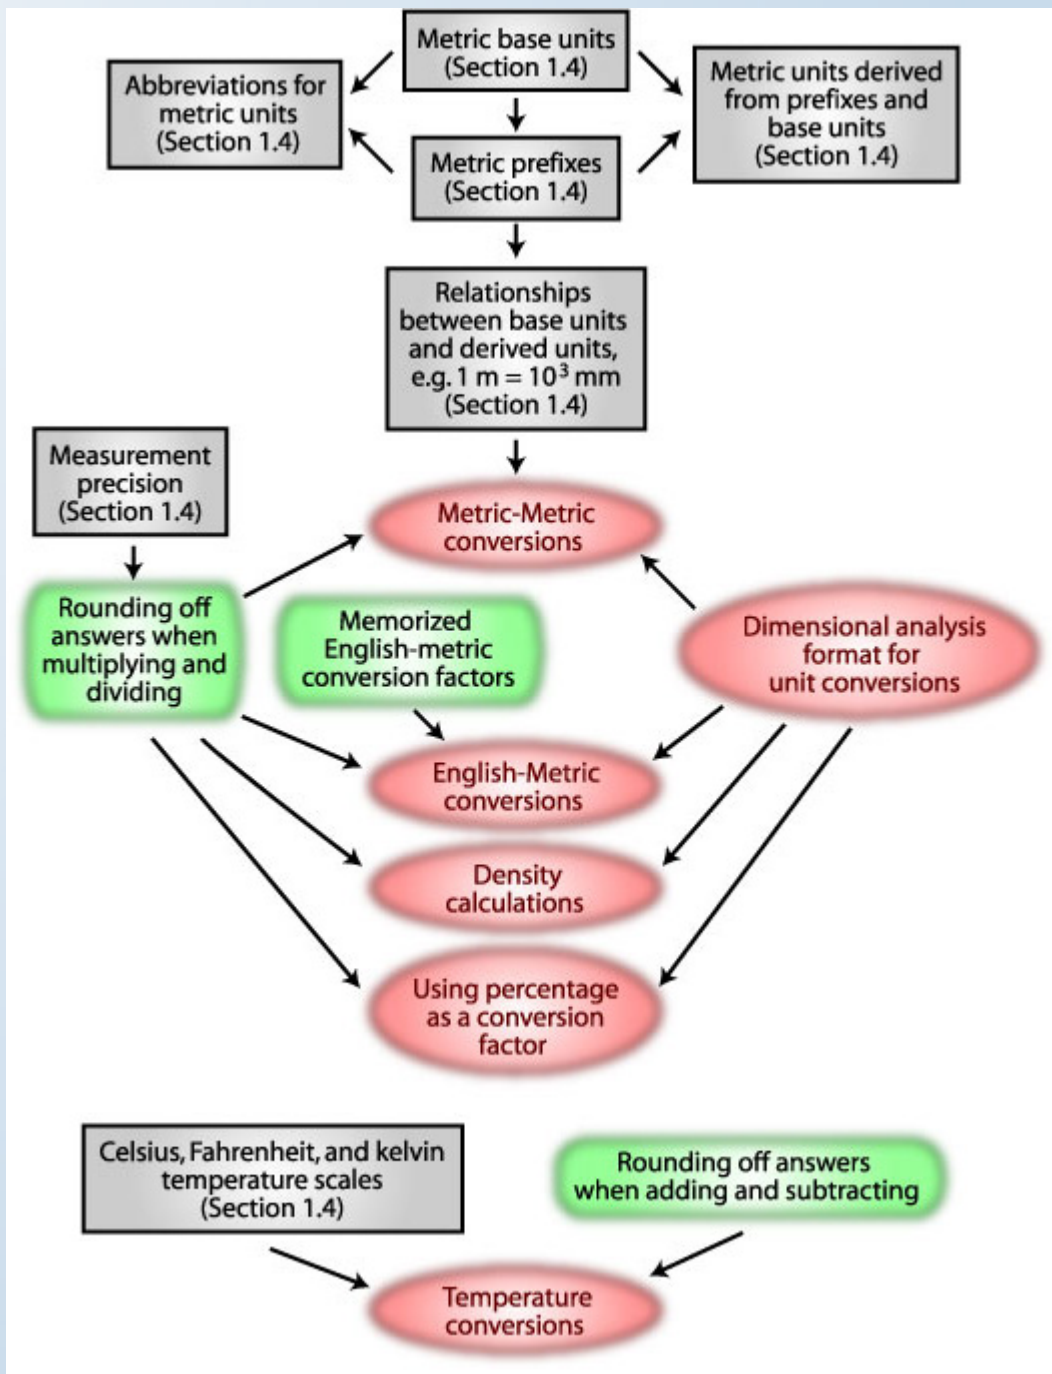 Metric base units
(Section 1.4)
Abbreviations for
metric units
(Section 1.4)
Metric units derived
from prefixes and
base units
(Section 1.4)
Metric prefixes
(Section 1.4)
Relationships
between base units
and derived units,
e.g. 1 m = 10³ mm
(Section 1.4)
Measurement
precision
(Section 1.4)
Metric-Metric
conversions
Rounding off
answers when
multiplying and
dividing
Memorized
English-metric
conversion factors
Dimensional analysis
format for
unit conversions
English-Metric
conversions
Density
calculations
Using percentage
as a conversion
factor
Celsius, Fahrenheit, and kelvin
temperature scales
(Section 1.4)
Rounding off answers
when adding and subtracting
Temperature
conversions